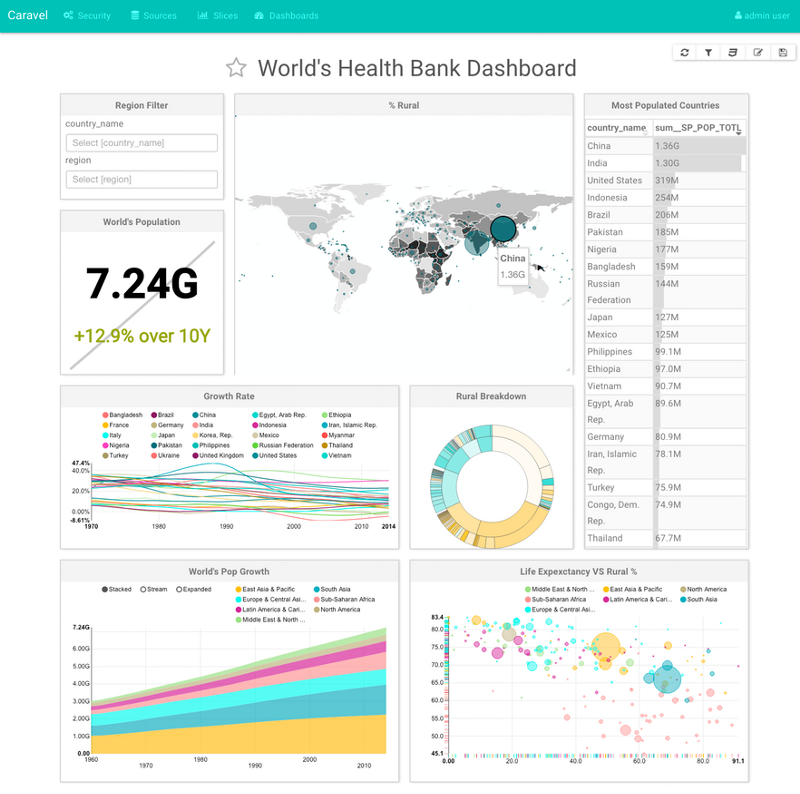 Caravel Security Sources Slices Dashboards admin user
World's Health Bank Dashboard
Region Filter
country_name
Select [country_name]
region
Select [region]
World's Population
7.24G
+12.9% over 10Y
% Rural
China
1.36G
Most Populated Countries
country_name sum__SP_POP_TOTL
China 1.36G
India 1.30G
United States 319M
Indonesia 254M
Brazil 206M
Pakistan 185M
Nigeria 177M
Bangladesh 159M
Russian 144M
Federation
Japan 127M
Mexico 125M
Philippines 99.1M
Ethiopia 97.0M
Vietnam 90.7M
Egypt, Arab 89.6M
Rep.
Germany 80.9M
Iran, Islamic 78.1M
Rep.
Turkey 75.9M
Congo, Dem. 74.9M
Rep.
Thailand 67.7M
Growth Rate
Bangladesh Brazil China Egypt, Arab Rep. Ethiopia
France Germany India Indonesia Iran, Islamic Rep.
Italy Japan Korea, Rep. Mexico Myanmar
Nigeria Pakistan Philippines Russian Federation Thailand
Turkey Ukraine United Kingdom United States Vietnam
47.4%
40.0%
20.0%
0.00%
-8.61%
1970 1980 1990 2000 2014
Rural Breakdown
World's Pop Growth
Stacked Stream Expanded
East Asia & Pacific South Asia
Europe & Central Asi... Sub-Saharan Africa
Latin America & Cari... North America
Middle East & North ...
7.24G
6.00G
5.00G
4.00G
3.00G
2.00G
1.00G
0.00
1960 1970 1980 1990 2000 2010
Life Expexctancy VS Rural %
Middle East & North ... East Asia & Pacific North America
Sub-Saharan Africa Latin America & Cari... South Asia
Europe & Central Asi...
83.4
80.0
75.0
70.0
65.0
60.0
55.0
50.0
45.1
0.00 20.0 40.0 60.0 80.0 91.1